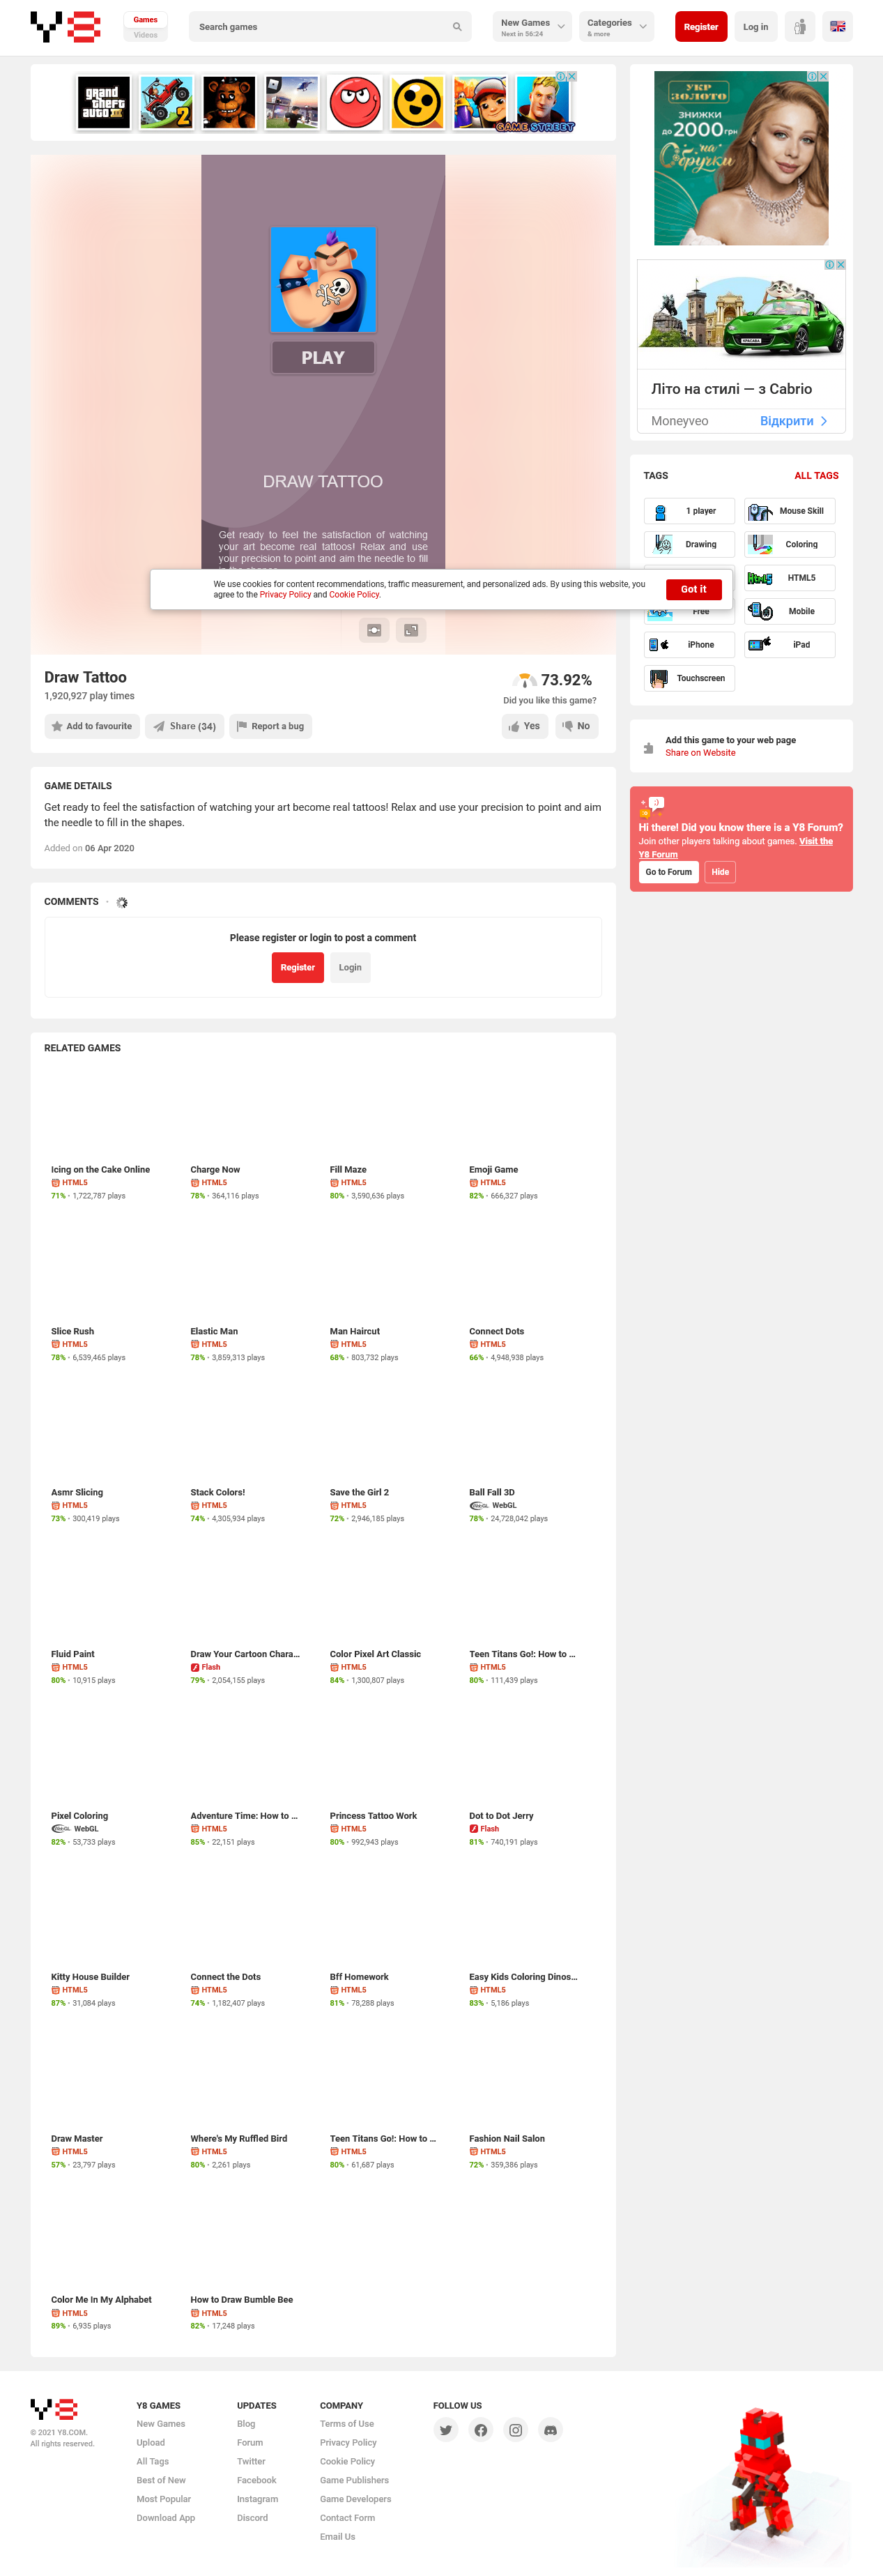 Y8
Games
Videos
Search games
New Games
Next in 56:24
Categories
& more
Register
Log in
grand theft auto III
2
GAME STREET
УКР ЗОЛОТО
ЗНИЖКИ
до 2000 грн
на Обручки
Літо на стилі — з Cabrio
Moneyveo
Відкрити
PLAY
DRAW TATTOO
Get ready to feel the satisfaction of watching
your art become real tattoos! Relax and use
your precision to point and aim the needle to fill
We use cookies for content recommendations, traffic measurement, and personalized ads. By using this website, you
agree to the Privacy Policy and Cookie Policy.
Got it
TAGS
ALL TAGS
1 player
Mouse Skill
Drawing
Coloring
HTML5
Free
Mobile
iPhone
iPad
Touchscreen
Draw Tattoo
1,920,927 play times
73.92%
Did you like this game?
Add to favourite
Share (34)
Report a bug
Yes
No
Add this game to your web page
Share on Website
Hi there! Did you know there is a Y8 Forum?
Join other players talking about games. Visit the
Y8 Forum
Go to Forum
Hide
GAME DETAILS
Get ready to feel the satisfaction of watching your art become real tattoos! Relax and use your precision to point and aim
the needle to fill in the shapes.
Added on 06 Apr 2020
COMMENTS
Please register or login to post a comment
Register
Login
RELATED GAMES
Icing on the Cake Online
HTML5
71% • 1,722,787 plays
Charge Now
HTML5
78% • 364,116 plays
Fill Maze
HTML5
80% • 3,590,636 plays
Emoji Game
HTML5
82% • 666,327 plays
Slice Rush
HTML5
78% • 6,539,465 plays
Elastic Man
HTML5
78% • 3,859,313 plays
Man Haircut
HTML5
68% • 803,732 plays
Connect Dots
HTML5
66% • 4,948,938 plays
Asmr Slicing
HTML5
73% • 300,419 plays
Stack Colors!
HTML5
74% • 4,305,934 plays
Save the Girl 2
HTML5
72% • 2,946,185 plays
Ball Fall 3D
WebGL
78% • 24,728,042 plays
Fluid Paint
HTML5
80% • 10,915 plays
Draw Your Cartoon Chara...
Flash
79% • 2,054,155 plays
Color Pixel Art Classic
HTML5
84% • 1,300,807 plays
Teen Titans Go!: How to ...
HTML5
80% • 111,439 plays
Pixel Coloring
WebGL
82% • 53,733 plays
Adventure Time: How to ...
HTML5
85% • 22,151 plays
Princess Tattoo Work
HTML5
80% • 992,943 plays
Dot to Dot Jerry
Flash
81% • 740,191 plays
Kitty House Builder
HTML5
87% • 31,084 plays
Connect the Dots
HTML5
74% • 1,182,407 plays
Bff Homework
HTML5
81% • 78,288 plays
Easy Kids Coloring Dinos...
HTML5
83% • 5,186 plays
Draw Master
HTML5
57% • 23,797 plays
Where's My Ruffled Bird
HTML5
80% • 2,261 plays
Teen Titans Go!: How to ...
HTML5
80% • 61,687 plays
Fashion Nail Salon
HTML5
72% • 359,386 plays
Color Me In My Alphabet
HTML5
89% • 6,935 plays
How to Draw Bumble Bee
HTML5
82% • 17,248 plays
Y8
© 2021 Y8.COM.
All rights reserved.
Y8 GAMES
New Games
Upload
All Tags
Best of New
Most Popular
Download App
UPDATES
Blog
Forum
Twitter
Facebook
Instagram
Discord
COMPANY
Terms of Use
Privacy Policy
Cookie Policy
Game Publishers
Game Developers
Contact Form
Email Us
FOLLOW US